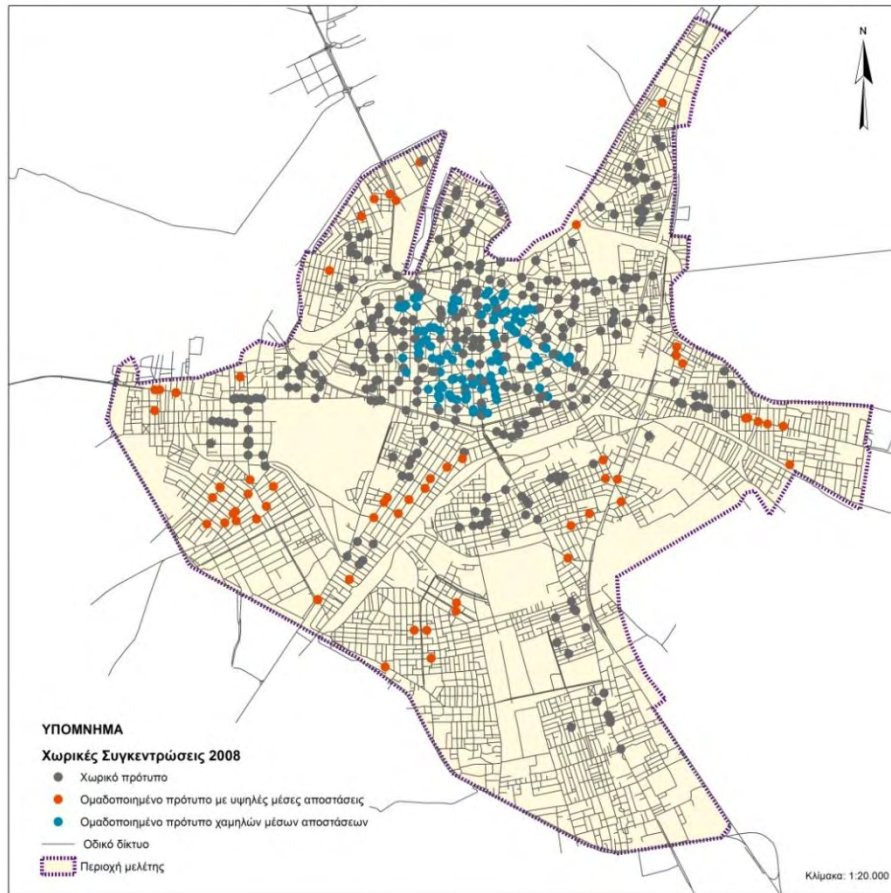 N
ΥΠΟΜΝΗΜΑ
Χωρικές Συγκεντρώσεις 2008
Χωρικό πρότυπο
Ομαδοποιημένο πρότυπο με υψηλές μέσες αποστάσεις
Ομαδοποιημένο πρότυπο χαμηλών μέσων αποστάσεων
Οδικό δίκτυο
Περιοχή μελέτης
Κλίμακα: 1:20.000